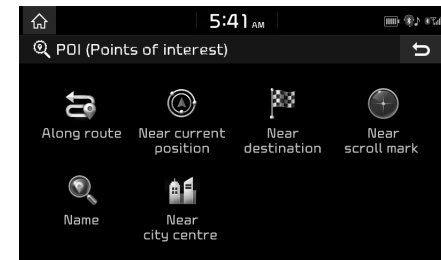 5:41 AM
POI (Points of interest)
Along route
Near current
position
Near
destination
Near
scroll mark
Name
Near
city centre